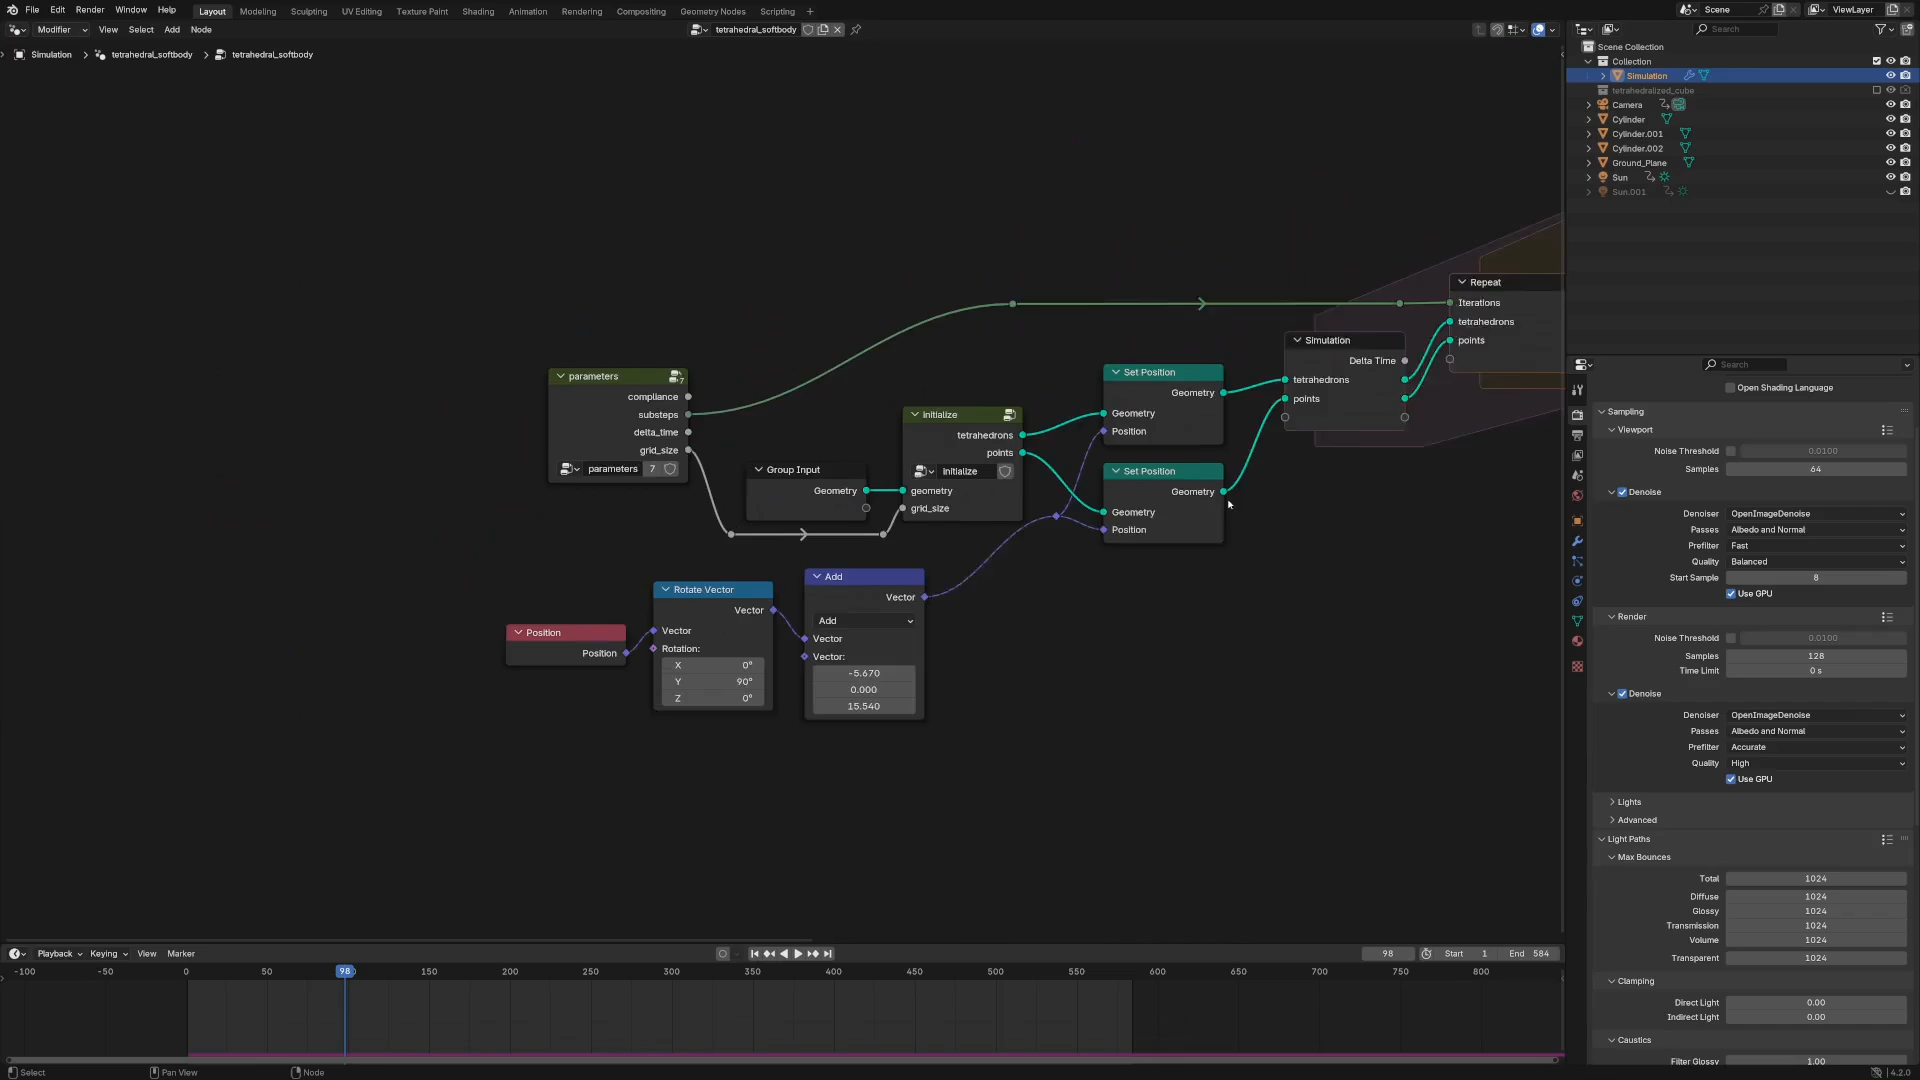 File Edit Render Window Help Layout Modeling Sculpting UV Editing Texture Paint Shading Animation Rendering Compositing Geometry Nodes Scripting + Scene ViewLayer
Modifier View Select Add Node tetrahedral_softbody Search
Simulation > tetrahedral_softbody > tetrahedral_softbody
Scene Collection
Collection
Simulation
tetrahedralized_cube
Camera
Cylinder
Cylinder.001
Cylinder.002
Ground_Plane
Sun
Sun.001
parameters
7
compliance
substeps
delta_time
grid_size
parameters 7
Group Input
Geometry
initialize
tetrahedrons
points
initialize
geometry
grid_size
Set Position
Geometry
Geometry
Position
Set Position
Geometry
Geometry
Position
Simulation
Delta Time
tetrahedrons
points
Repeat
Iterations
tetrahedrons
points
Position
Position
Rotate Vector
Vector
Vector
Rotation:
X 0°
Y 90°
Z 0°
Add
Vector
Add
Vector
Vector:
-5.670
0.000
15.540
Search
Open Shading Language
Sampling
Viewport
Noise Threshold 0.0100
Samples 64
Denoise
Denoiser OpenImageDenoise
Passes Albedo and Normal
Prefilter Fast
Quality Balanced
Start Sample 8
Use GPU
Render
Noise Threshold 0.0100
Samples 128
Time Limit 0 s
Denoise
Denoiser OpenImageDenoise
Passes Albedo and Normal
Prefilter Accurate
Quality High
Use GPU
Lights
Advanced
Light Paths
Max Bounces
Total 1024
Diffuse 1024
Glossy 1024
Transmission 1024
Volume 1024
Transparent 1024
Clamping
Direct Light 0.00
Indirect Light 0.00
Caustics
Filter Glossy 1.00
Playback Keying View Marker 98 Start 1 End 584
-100 -50 0 50 98 150 200 250 300 350 400 450 500 550 600 650 700 750 800
Select Pan View Node 4.2.0